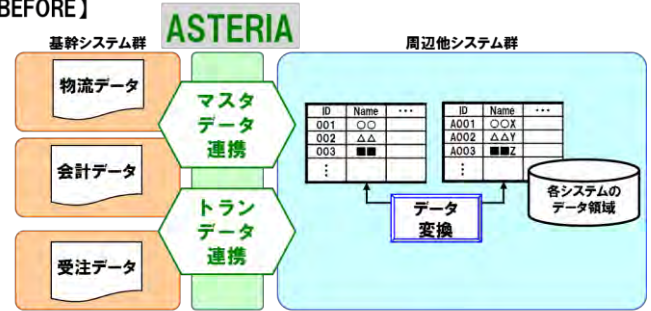 BEFORE】
ASTERIA
基幹システム群
周辺他システム群
物流データ
会計データ
受注データ
マスタ
データ
連携
トラン
データ
連携
ID Name ･･･
001 ○○
002 △△
003 ■■
⋮
ID Name ･･･
A001 ○○X
A002 △△Y
A003 ■■Z
⋮
データ
変換
各システムの
データ領域